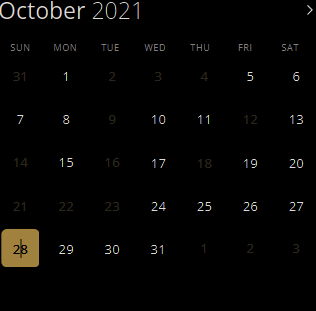 October 2021
SUN MON TUE WED THU FRI SAT
31 1 2 3 4 5 6
7 8 9 10 11 12 13
14 15 16 17 18 19 20
21 22 23 24 25 26 27
28 29 30 31 1 2 3